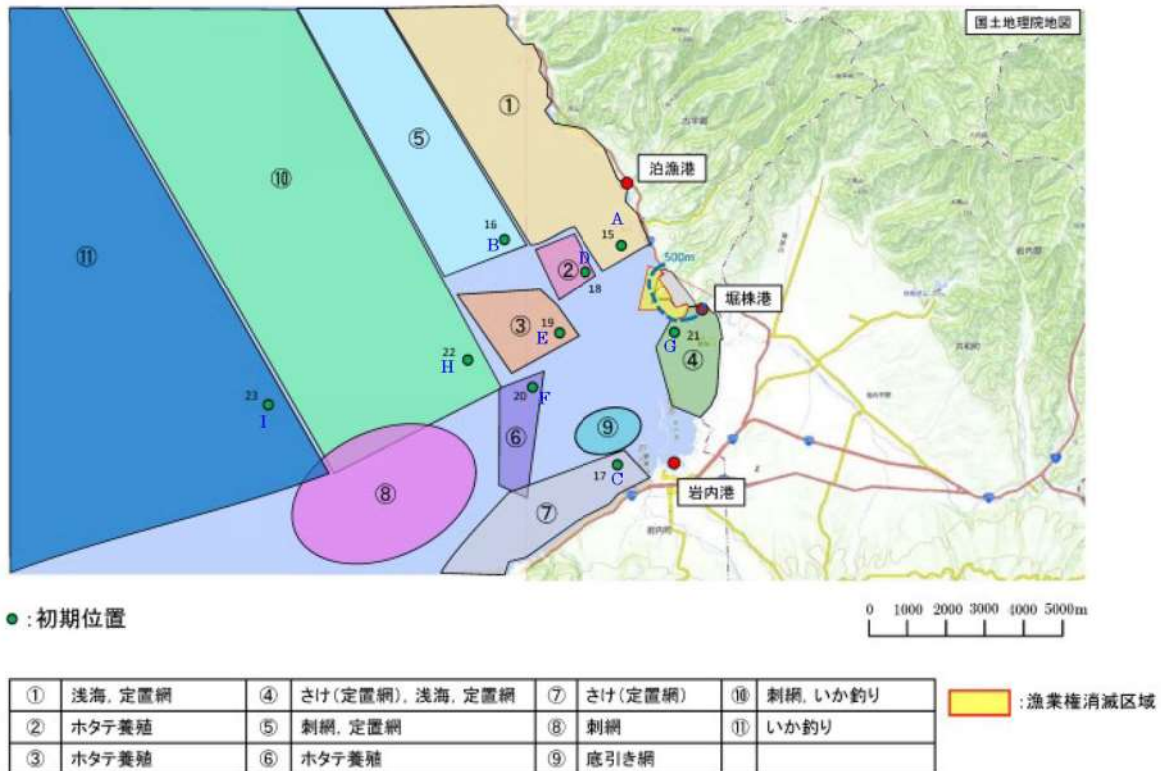 国土地理院地図
①
泊漁港
⑤
⑩
16
B
A
15
⑪
500m
②
D
18
堀株港
③
19
E
21
G
④
22
H
23
I
20
F
⑥
⑨
17
C
⑧
岩内港
⑦
岩内町
●:初期位置
0 1000 2000 3000 4000 5000m
① 浅海, 定置網 ④ さけ(定置網), 浅海, 定置網 ⑦ さけ(定置網) ⑩ 刺網, いか釣り
② ホタテ養殖 ⑤ 刺網, 定置網 ⑧ 刺網 ⑪ いか釣り
③ ホタテ養殖 ⑥ ホタテ養殖 ⑨ 底引き網
:漁業権消滅区域